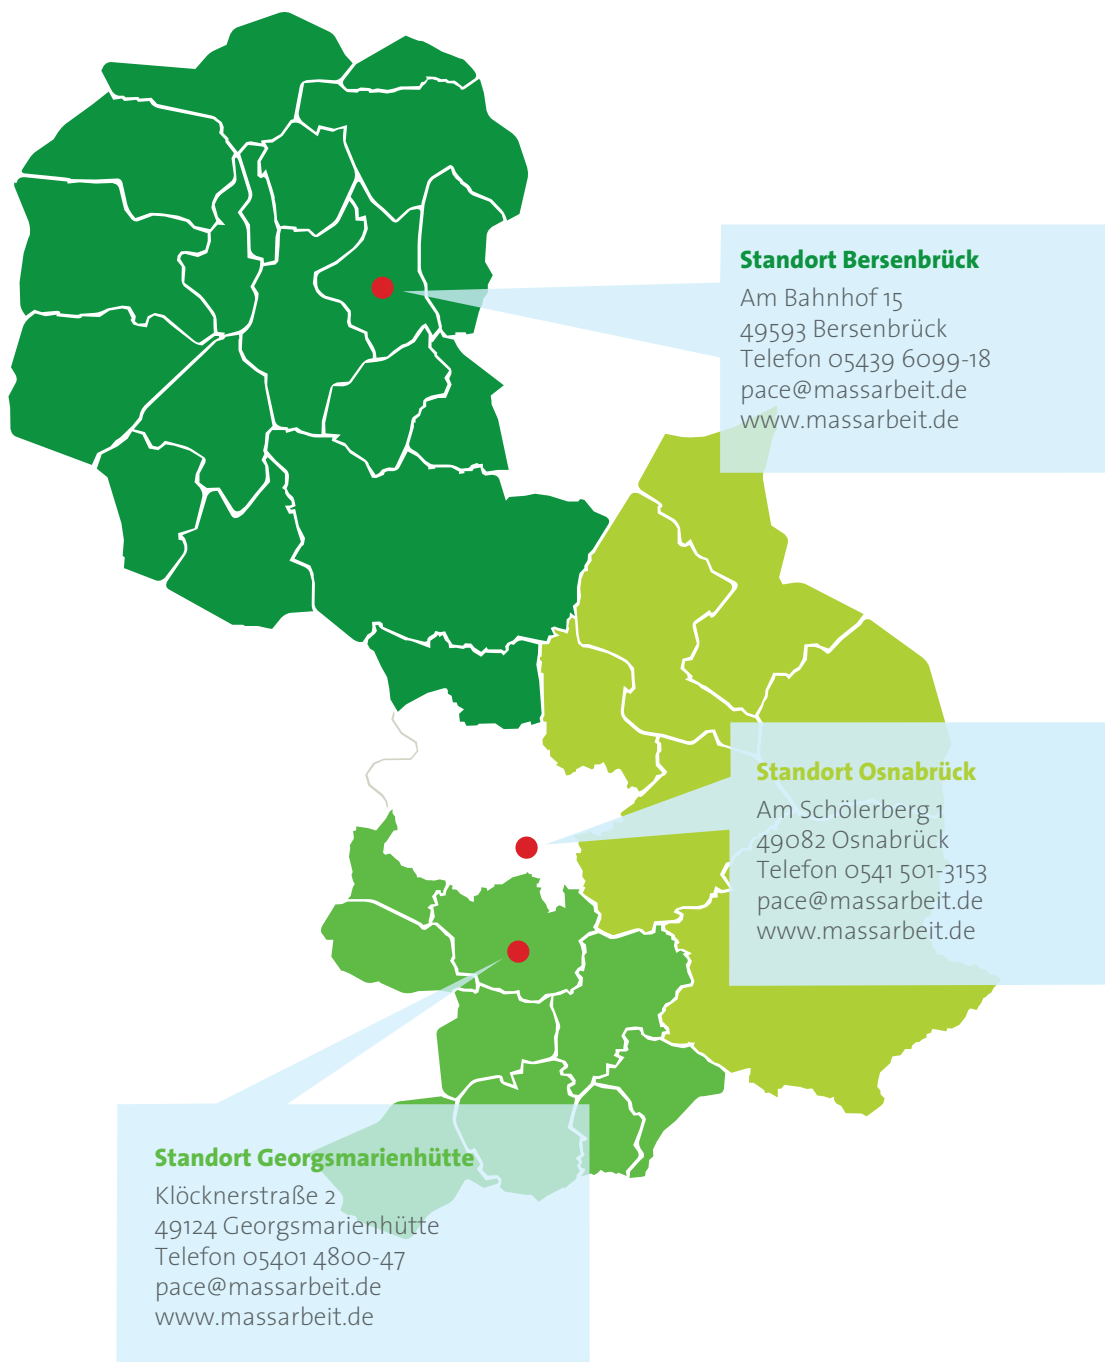 Standort Bersenbrück
Am Bahnhof 15
49593 Bersenbrück
Telefon 05439 6099-18
pace@massarbeit.de
www.massarbeit.de
Standort Osnabrück
Am Schölerberg 1
49082 Osnabrück
Telefon 0541 501-3153
pace@massarbeit.de
www.massarbeit.de
Standort Georgsmarienhütte
Klöcknerstraße 2
49124 Georgsmarienhütte
Telefon 05401 4800-47
pace@massarbeit.de
www.massarbeit.de